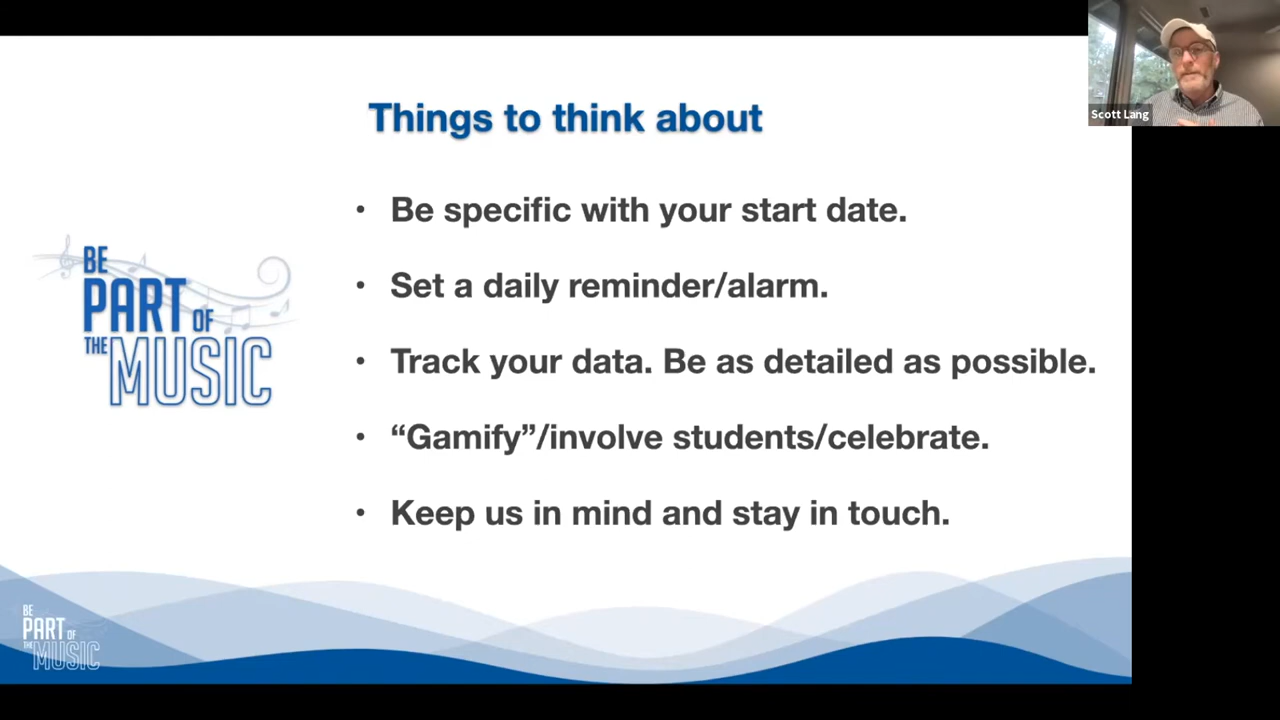 Scott Lang
Things to think about
• Be specific with your start date.
• Set a daily reminder/alarm.
• Track your data. Be as detailed as possible.
• “Gamify”/involve students/celebrate.
• Keep us in mind and stay in touch.
BE
PART OF
THE MUSIC
BE
PART OF
THE MUSIC